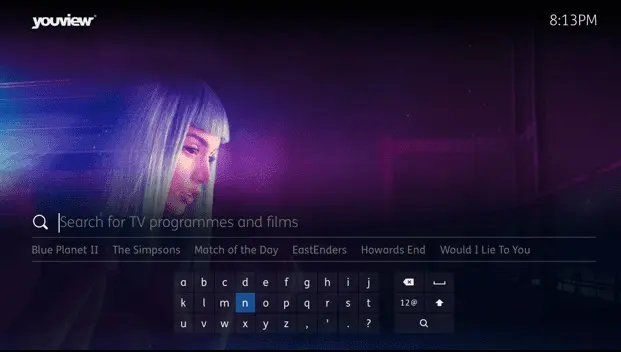 youview
8:13PM
Search for TV programmes and films
Blue Planet II The Simpsons Match of the Day EastEnders Howards End Would I Lie To You
a b c d e f g h i j
k l m n o p q r s t 12@
u v w x y z , ' . ?